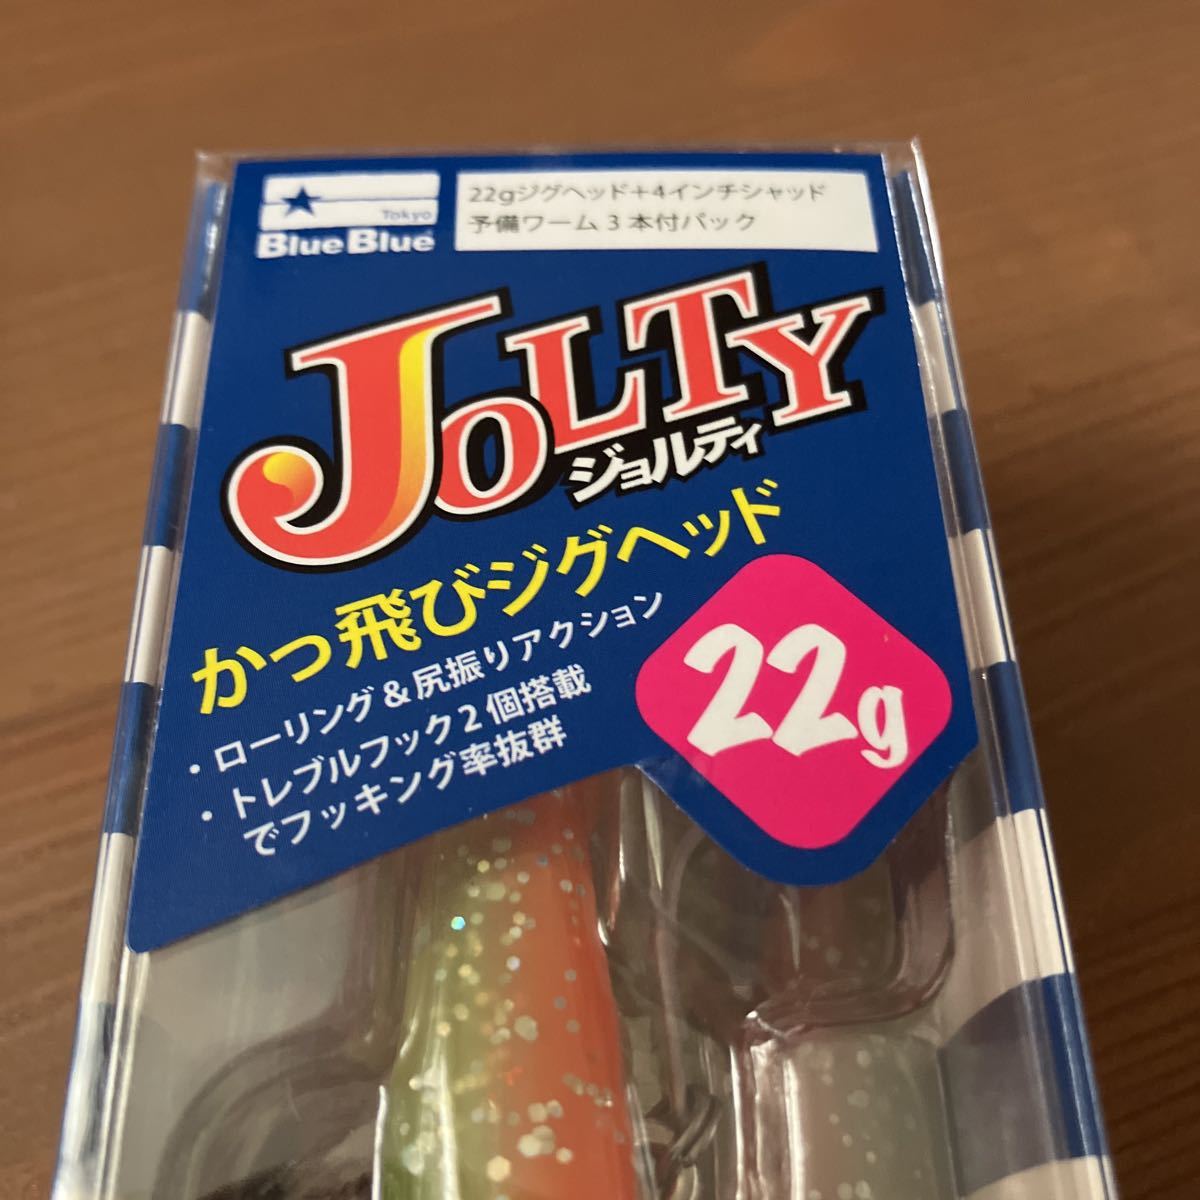 Tokyo
BlueBlue
22gジグヘッド+4インチシャッド
予備ワーム3本付パック
JOLTY
ジョルティ
かっ飛びジグヘッド
・ローリング&尻振りアクション
・トレブルフック2個搭載
でフッキング率抜群
22g